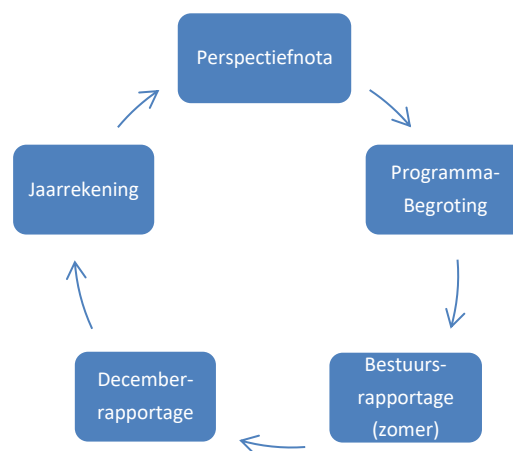 Perspectiefnota
Programma-
Begroting
Bestuurs-
rapportage
(zomer)
December-
rapportage
Jaarrekening